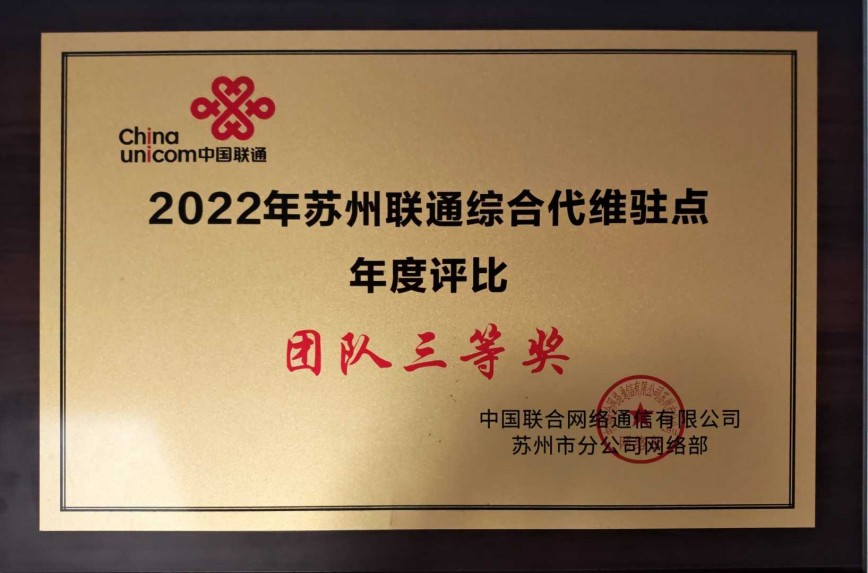 China
unicom中国联通
2022年苏州联通综合代维驻点
年度评比
团队三等奖
中国联合网络通信有限公司
苏州市分公司网络部